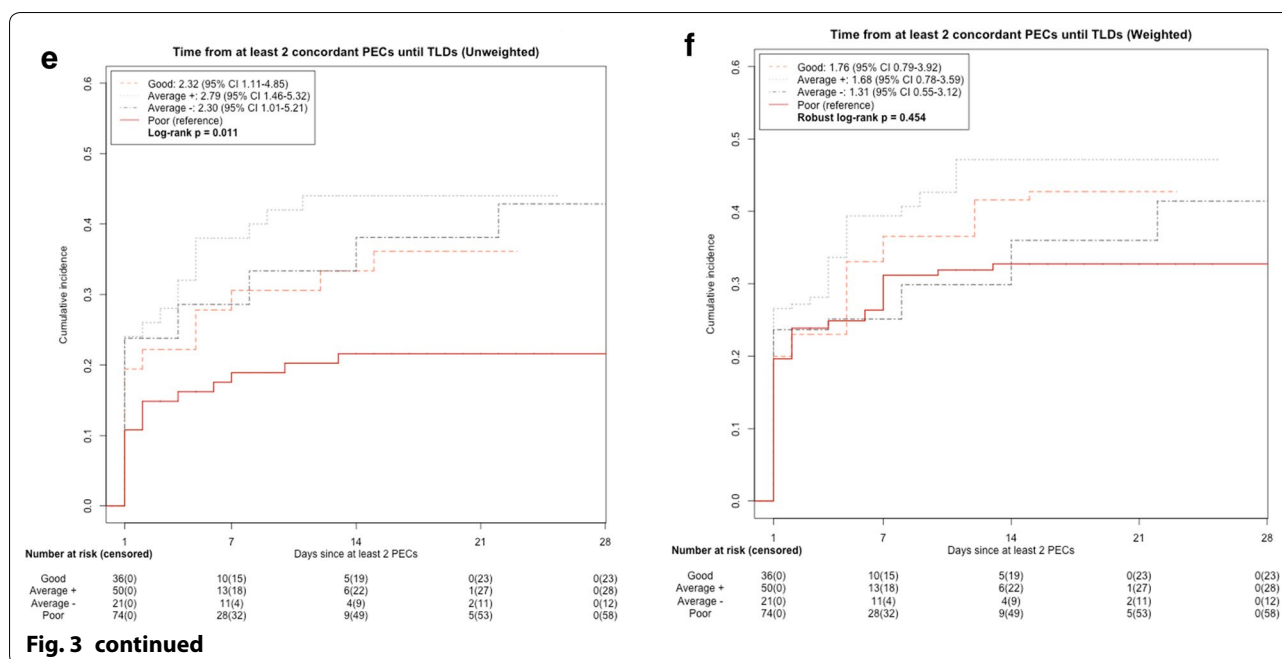 e
Time from at least 2 concordant PECs until TLDs (Unweighted)
Good: 2.32 (95% CI 1.11-4.85)
Average +: 2.79 (95% CI 1.46-5.32)
Average -: 2.30 (95% CI 1.01-5.21)
Poor (reference)
Log-rank p = 0.011
Cumulative incidence
0.6
0.5
0.4
0.3
0.2
0.1
0.0
1 7 14 21 28
Number at risk (censored) Days since at least 2 PECs
Good 36(0) 10(15) 5(19) 0(23) 0(23)
Average + 50(0) 13(18) 6(22) 1(27) 0(28)
Average - 21(0) 11(4) 4(9) 2(11) 0(12)
Poor 74(0) 28(32) 9(49) 5(53) 0(58)
f
Time from at least 2 concordant PECs until TLDs (Weighted)
Good: 1.76 (95% CI 0.79-3.92)
Average +: 1.68 (95% CI 0.78-3.59)
Average -: 1.31 (95% CI 0.55-3.12)
Poor (reference)
Robust log-rank p = 0.454
Cumulative incidence
0.6
0.5
0.4
0.3
0.2
0.1
0.0
1 7 14 21 28
Number at risk (censored) Days since at least 2 PECs
Good 36(0) 10(15) 5(19) 0(23) 0(23)
Average + 50(0) 13(18) 6(22) 1(27) 0(28)
Average - 21(0) 11(4) 4(9) 2(11) 0(12)
Poor 74(0) 28(32) 9(49) 5(53) 0(58)
Fig. 3 continued